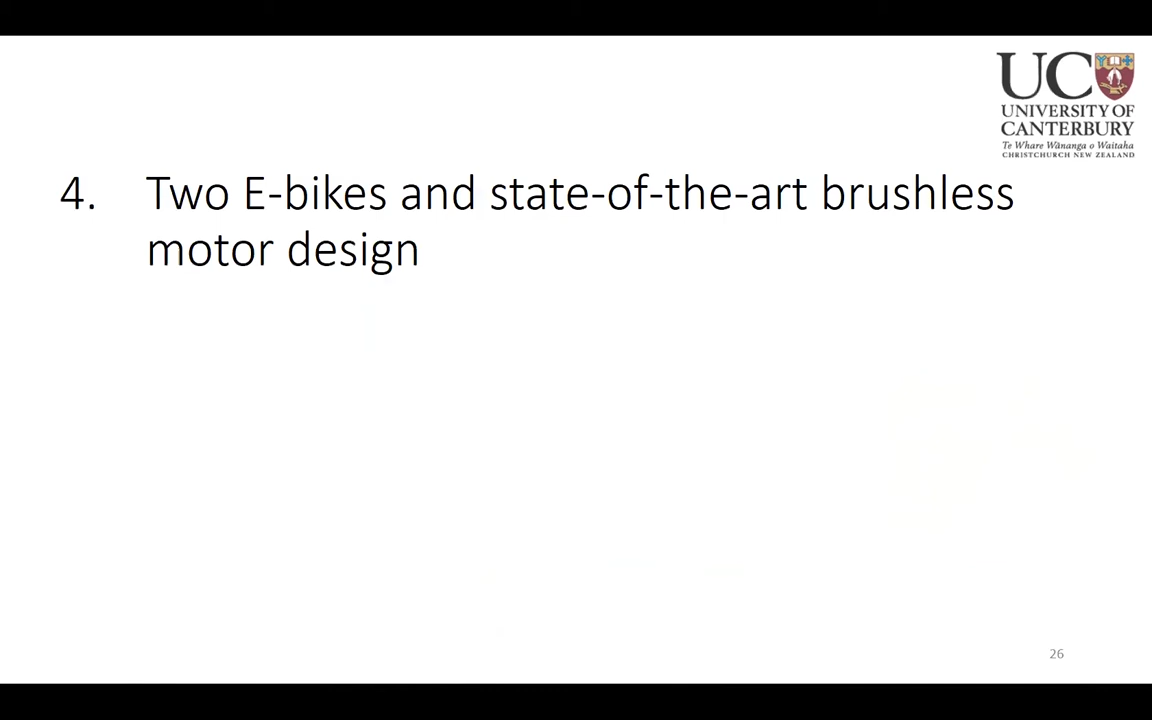 UC
UNIVERSITY OF
CANTERBURY
Te Whare Wānanga o Waitaha
CHRISTCHURCH NEW ZEALAND
4. Two E-bikes and state-of-the-art brushless
motor design
26